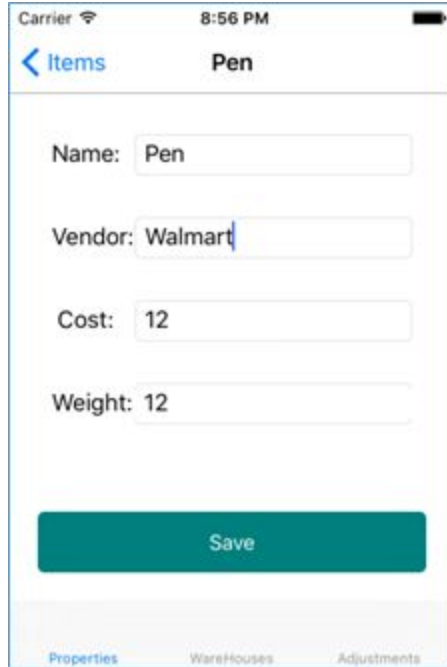 Carrier 8:56 PM
Items Pen
Name: Pen
Vendor: Walmart
Cost: 12
Weight: 12
Save
Properties WareHouses Adjustments